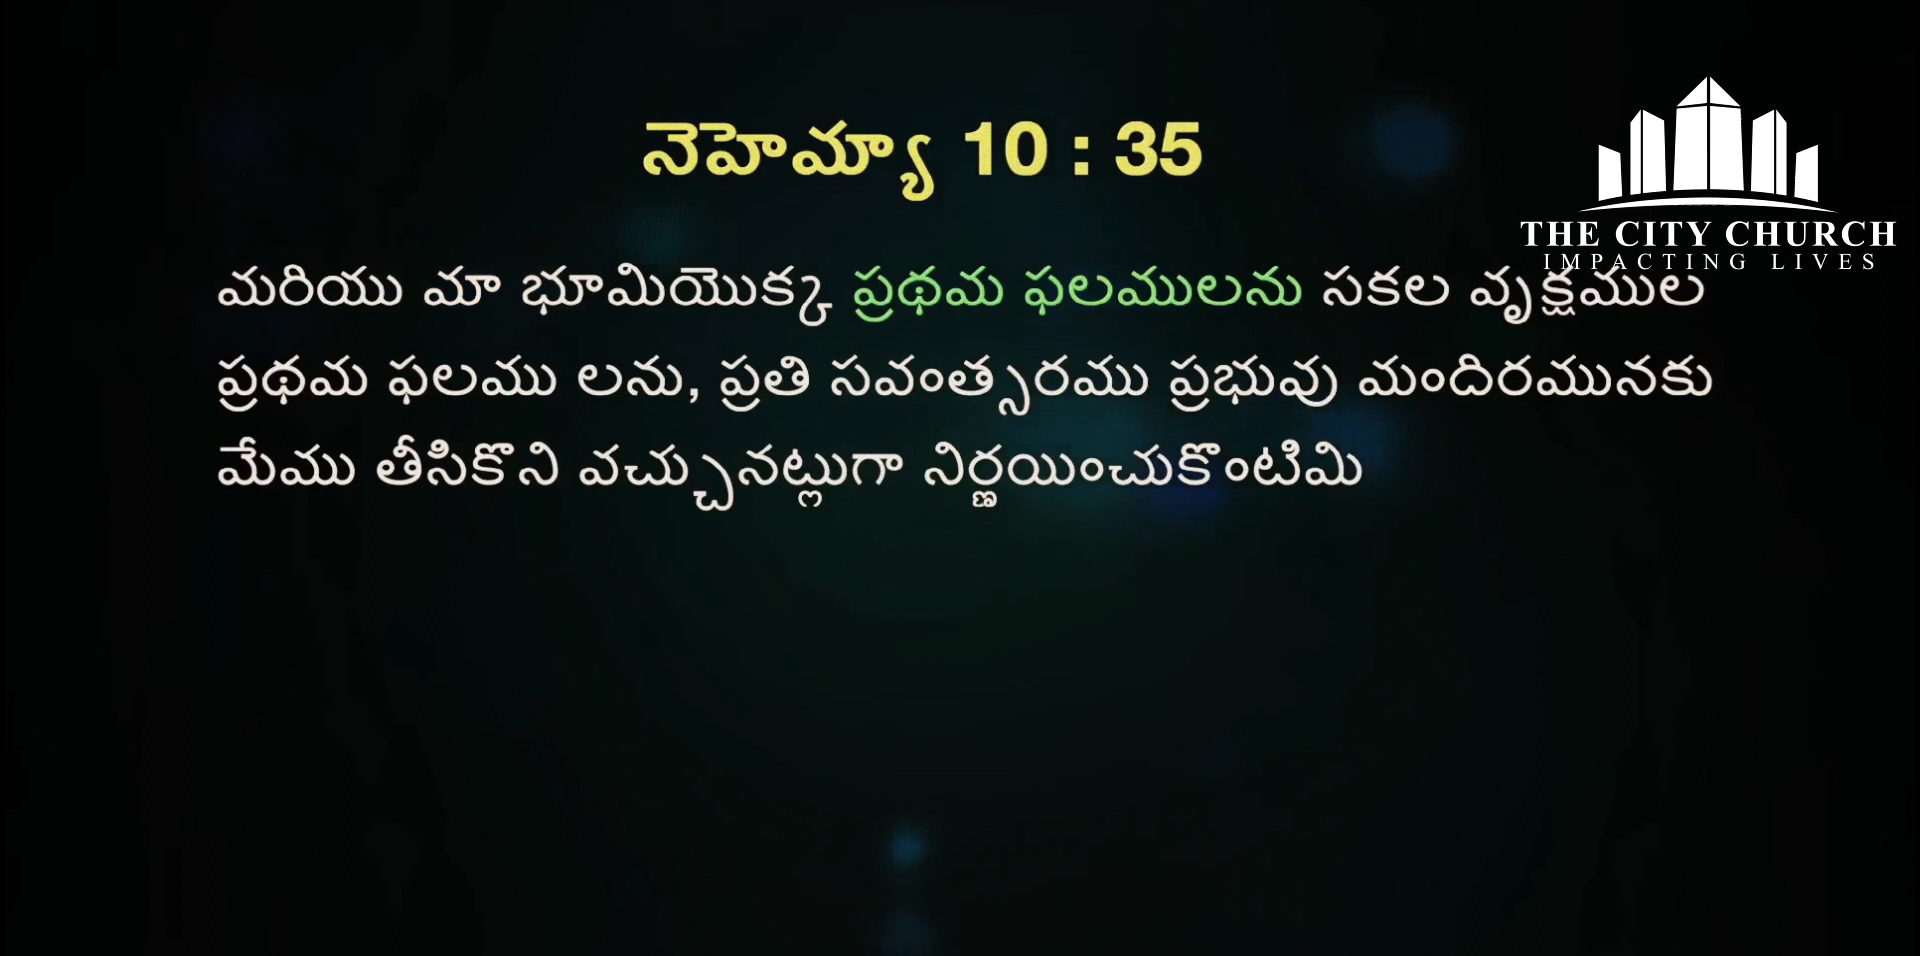 నెహెమ్యా 10 : 35
THE CITY CHURCH
IMPACTING LIVES
మరియు మా భూమియొక్క ప్రథమ ఫలములను సకల వృక్షముల
ప్రథమ ఫలము లను, ప్రతి సవంత్సరము ప్రభువు మందిరమునకు
మేము తీసికొని వచ్చునట్లుగా నిర్ణయించుకొంటిమి